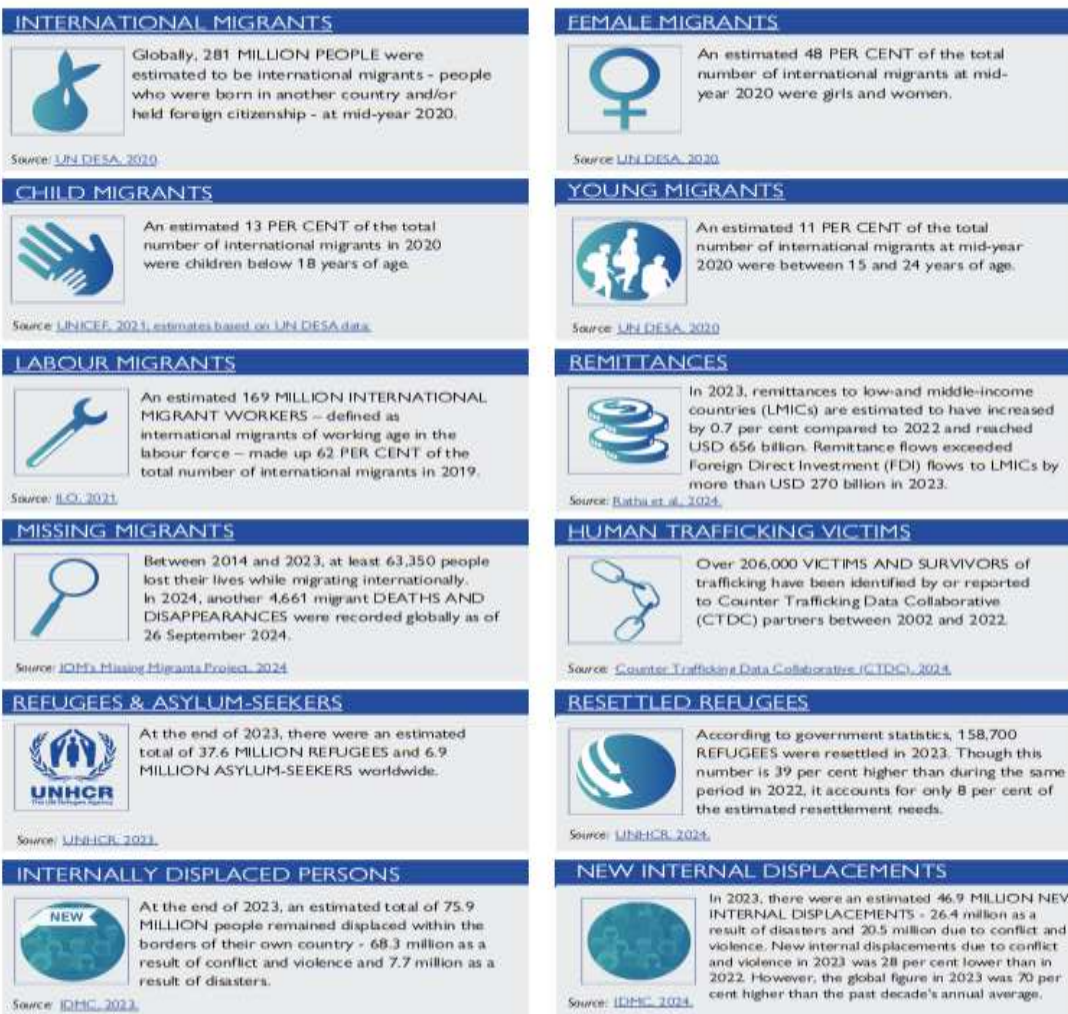 INTERNATIONAL MIGRANTS
Globally, 281 MILLION PEOPLE were
estimated to be international migrants - people
who were born in another country and/or
held foreign citizenship - at mid-year 2020.
Source: UN DESA, 2020
FEMALE MIGRANTS
An estimated 48 PER CENT of the total
number of international migrants at mid-
year 2020 were girls and women.
Source: UN DESA, 2020
CHILD MIGRANTS
An estimated 13 PER CENT of the total
number of international migrants in 2020
were children below 18 years of age.
Source: UNICEF, 2021; estimates based on UN DESA data.
YOUNG MIGRANTS
An estimated 11 PER CENT of the total
number of international migrants at mid-year
2020 were between 15 and 24 years of age.
Source: UN DESA, 2020
LABOUR MIGRANTS
An estimated 169 MILLION INTERNATIONAL
MIGRANT WORKERS – defined as
international migrants of working age in the
labour force – made up 62 PER CENT of the
total number of international migrants in 2019.
Source: ILO, 2021
REMITTANCES
In 2023, remittances to low-and middle-income
countries (LMICs) are estimated to have increased
by 0.7 per cent compared to 2022 and reached
USD 656 billion. Remittance flows exceeded
Foreign Direct Investment (FDI) flows to LMICs by
more than USD 270 billion in 2023.
Source: Ratha et al., 2024.
MISSING MIGRANTS
Between 2014 and 2023, at least 63,350 people
lost their lives while migrating internationally.
In 2024, another 4,661 migrant DEATHS AND
DISAPPEARANCES were recorded globally as of
26 September 2024.
Source: IOM's Missing Migrants Project, 2024
HUMAN TRAFFICKING VICTIMS
Over 206,000 VICTIMS AND SURVIVORS of
trafficking have been identified by or reported
to Counter Trafficking Data Collaborative
(CTDC) partners between 2002 and 2022.
Source: Counter Trafficking Data Collaborative (CTDC), 2024.
REFUGEES & ASYLUM-SEEKERS
At the end of 2023, there were an estimated
total of 37.6 MILLION REFUGEES and 6.9
MILLION ASYLUM-SEEKERS worldwide.
UNHCR
The UN Refugee Agency
Source: UNHCR, 2023.
RESETTLED REFUGEES
According to government statistics, 158,700
REFUGEES were resettled in 2023. Though this
number is 39 per cent higher than during the same
period in 2022, it accounts for only 8 per cent of
the estimated resettlement needs.
Source: UNHCR, 2024.
INTERNALLY DISPLACED PERSONS
NEW
At the end of 2023, an estimated total of 75.9
MILLION people remained displaced within the
borders of their own country - 68.3 million as a
result of conflict and violence and 7.7 million as a
result of disasters.
Source: IDMC, 2023.
NEW INTERNAL DISPLACEMENTS
In 2023, there were an estimated 46.9 MILLION NEW
INTERNAL DISPLACEMENTS - 26.4 million as a
result of disasters and 20.5 million due to conflict and
violence. New internal displacements due to conflict
and violence in 2023 was 28 per cent lower than in
2022. However, the global figure in 2023 was 70 per
cent higher than the past decade's annual average.
Source: IDMC, 2024.